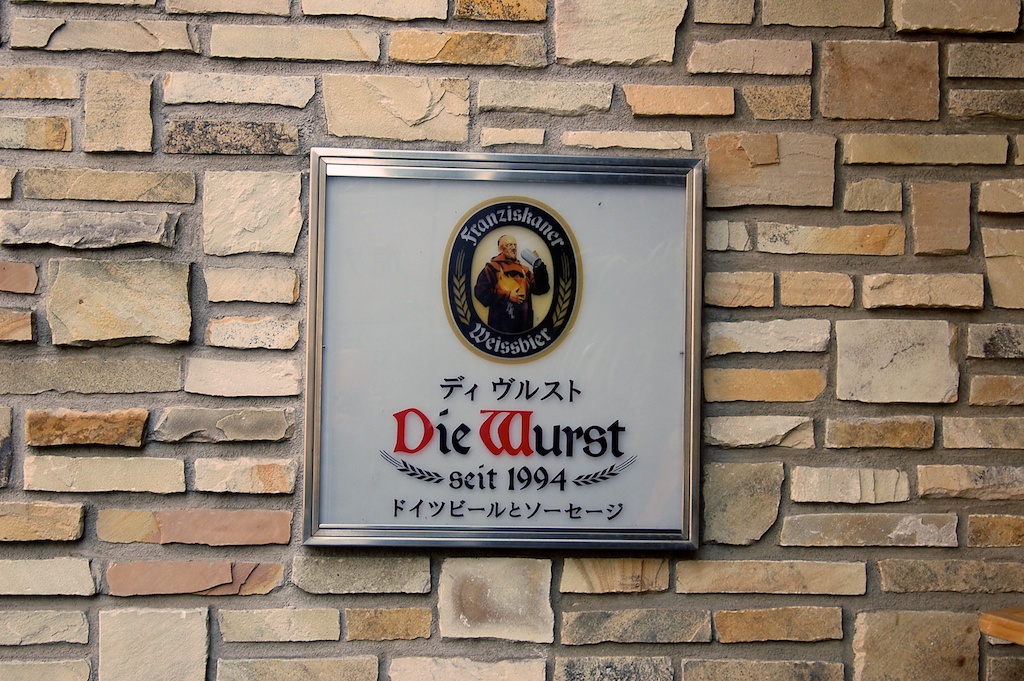 Franziskaner
Weissbier
ディ ヴルスト
Die Wurst
seit 1994
ドイツビールとソーセージ